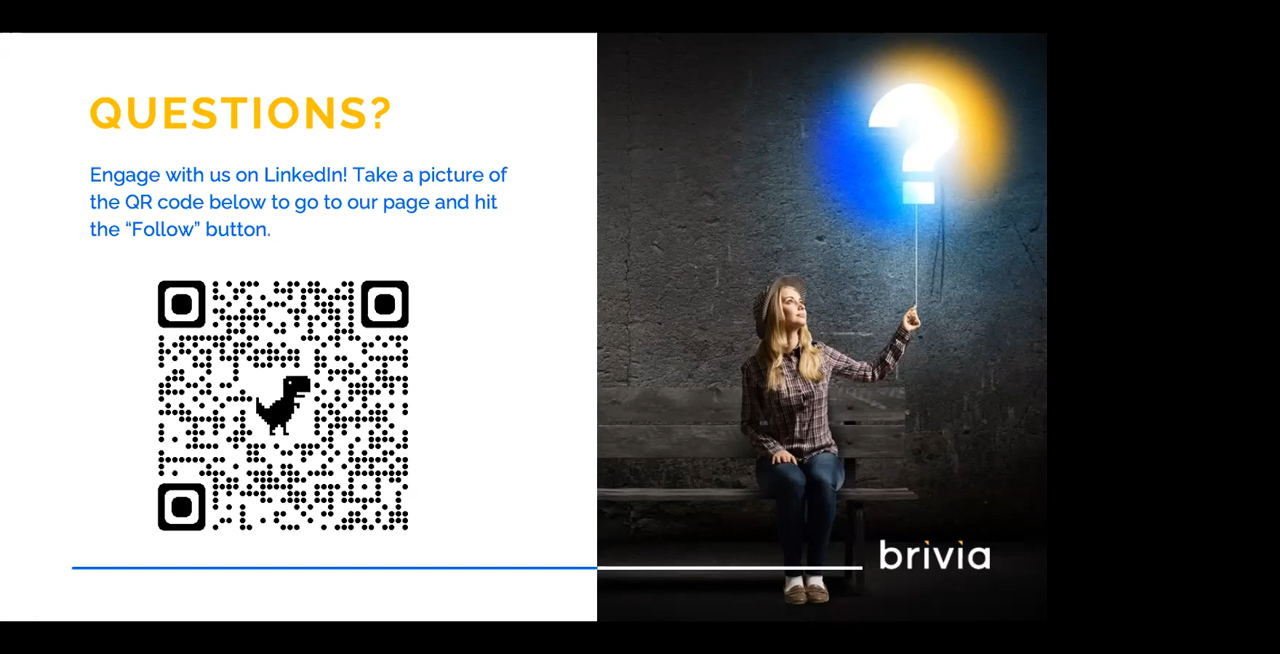 QUESTIONS?
Engage with us on LinkedIn! Take a picture of
the QR code below to go to our page and hit
the “Follow” button.
?
brivia